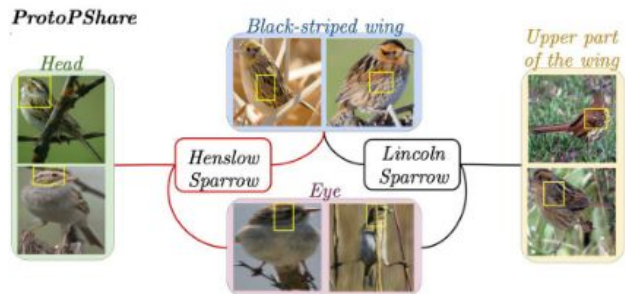 ProtoPShare
Black-striped wing
Head
Upper part
of the wing
Henslow
Sparrow
Lincoln
Sparrow
Eye